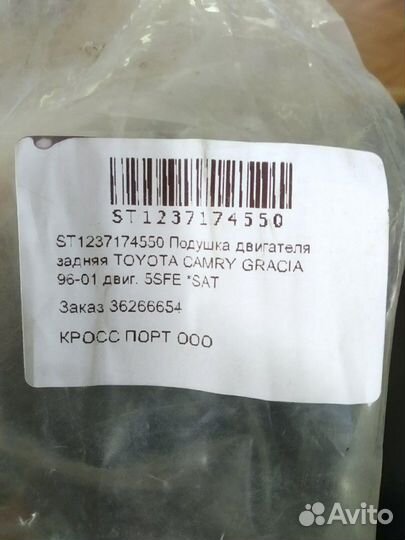 ST1237174550
ST1237174550 Подушка двигателя
задняя TOYOTA CAMRY GRACIA
96-01 двиг. 5SFE *SAT
Заказ 36266654
КРОСС ПОРТ ООО
Avito